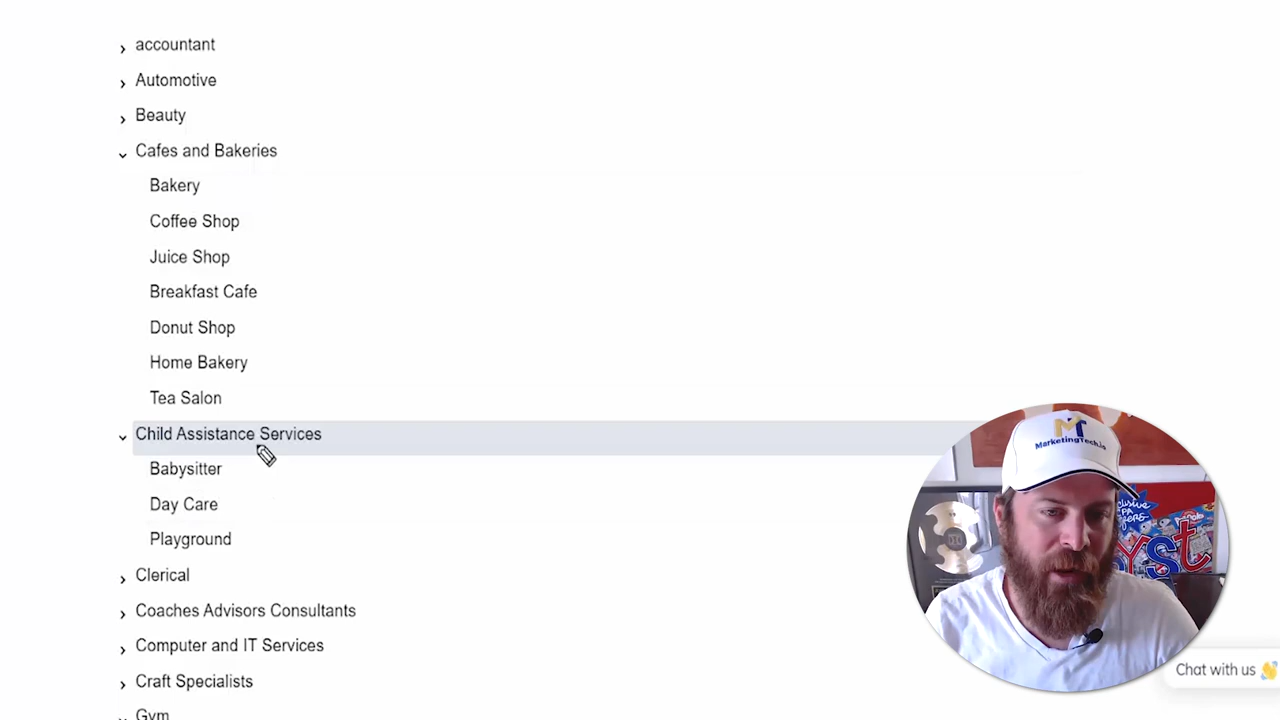 accountant
Automotive
Beauty
Cafes and Bakeries
Bakery
Coffee Shop
Juice Shop
Breakfast Cafe
Donut Shop
Home Bakery
Tea Salon
Child Assistance Services
Babysitter
Day Care
Playground
Clerical
Coaches Advisors Consultants
Computer and IT Services
Craft Specialists
Gym
MT
MarketingTech.io
Chat with us 👋